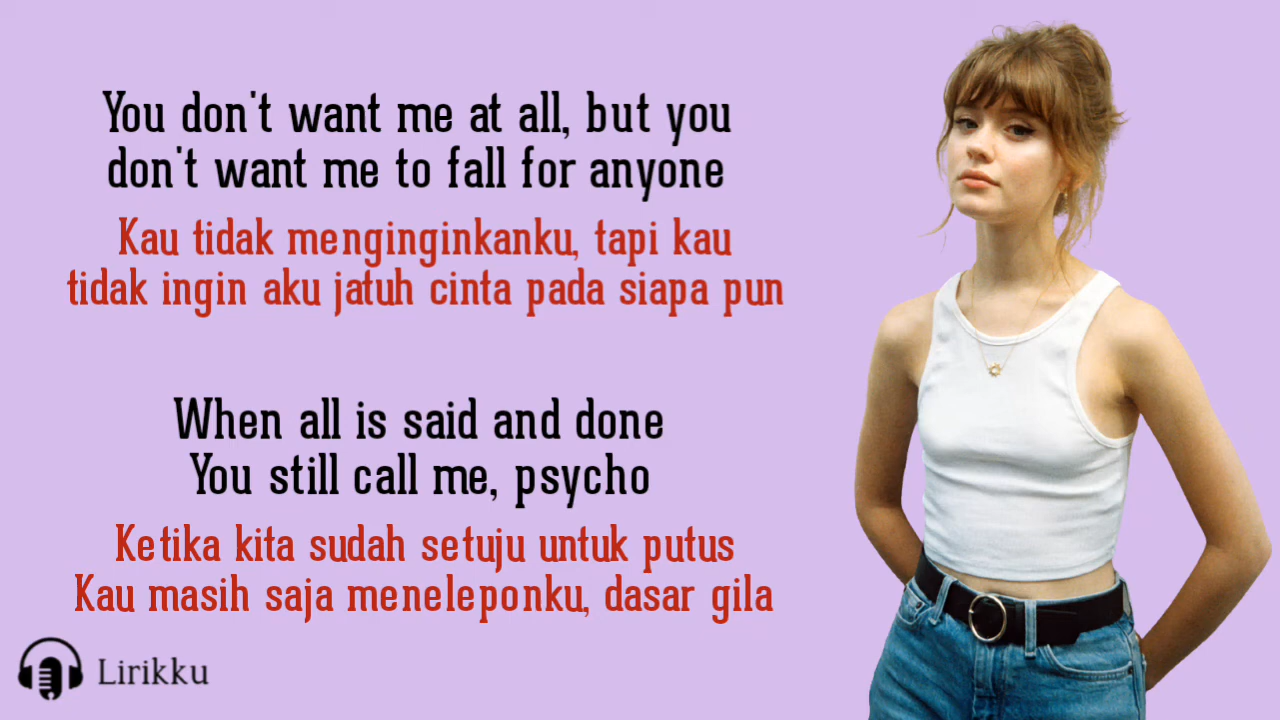 You don't want me at all, but you
don't want me to fall for anyone
Kau tidak menginginkanku, tapi kau
tidak ingin aku jatuh cinta pada siapa pun
When all is said and done
You still call me, psycho
Ketika kita sudah setuju untuk putus
Kau masih saja meneleponku, dasar gila
Lirikku